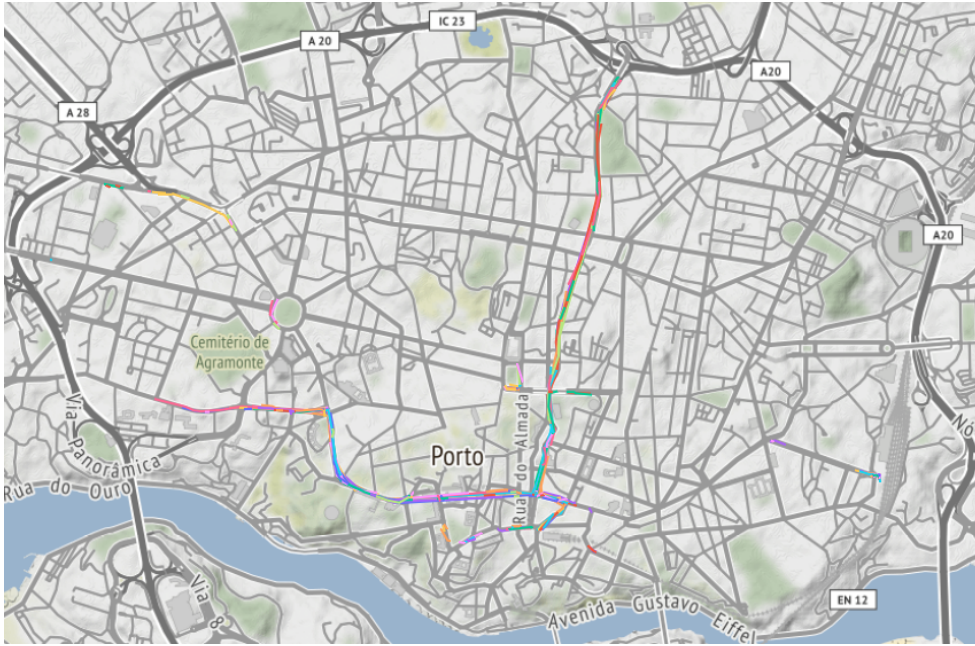 IC 23
A 20
A20
A 28
A20
Cemitério de
Agramonte
Via Panorâmica
Porto
Rua do Almada
Rua do Ouro
Nó
Via 8
EN 12
Avenida Gustavo Eiffel